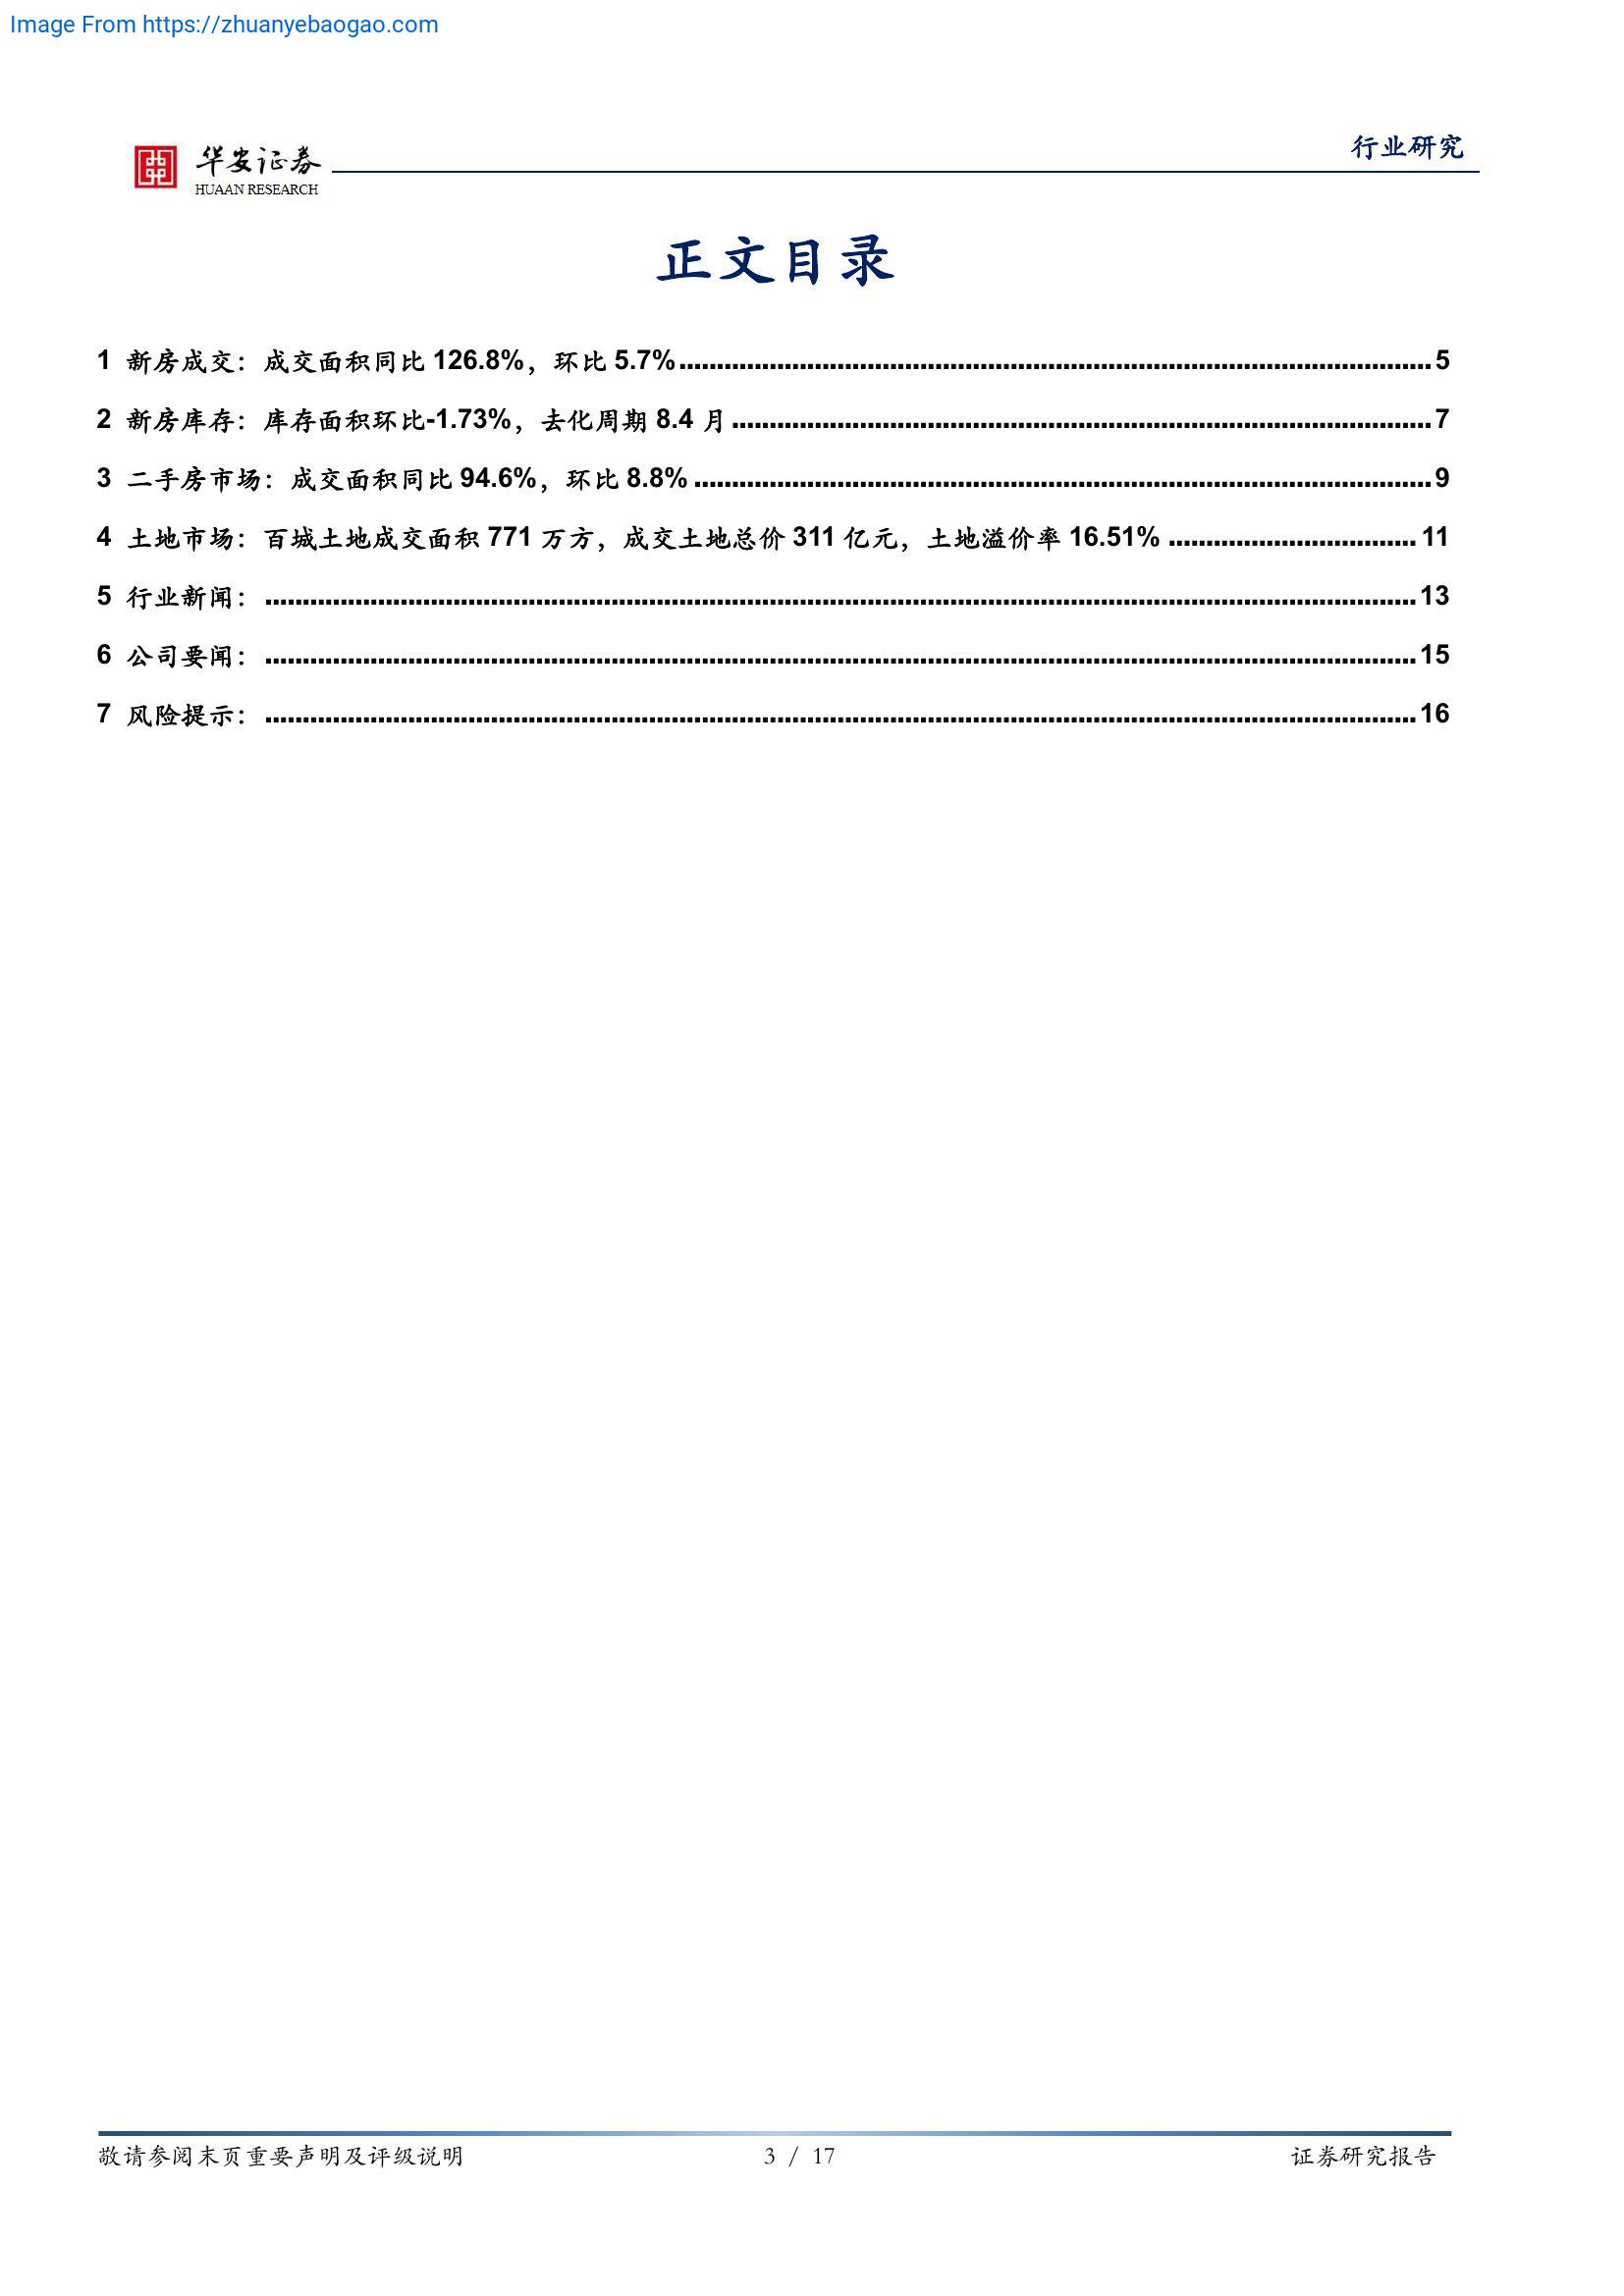 Image From https://zhuanyebaogao.com
行业研究
华安证券
HUAAN RESEARCH
正文目录
1 新房成交：成交面积同比 126.8%，环比 5.7%....................5
2 新房库存：库存面积环比-1.73%，去化周期 8.4 月....................7
3 二手房市场：成交面积同比 94.6%，环比 8.8%....................9
4 土地市场：百城土地成交面积 771 万方，成交土地总价 311 亿元，土地溢价率 16.51%....................11
5 行业新闻：....................13
6 公司要闻：....................15
7 风险提示：....................16
敬请参阅末页重要声明及评级说明
3 / 17
证券研究报告